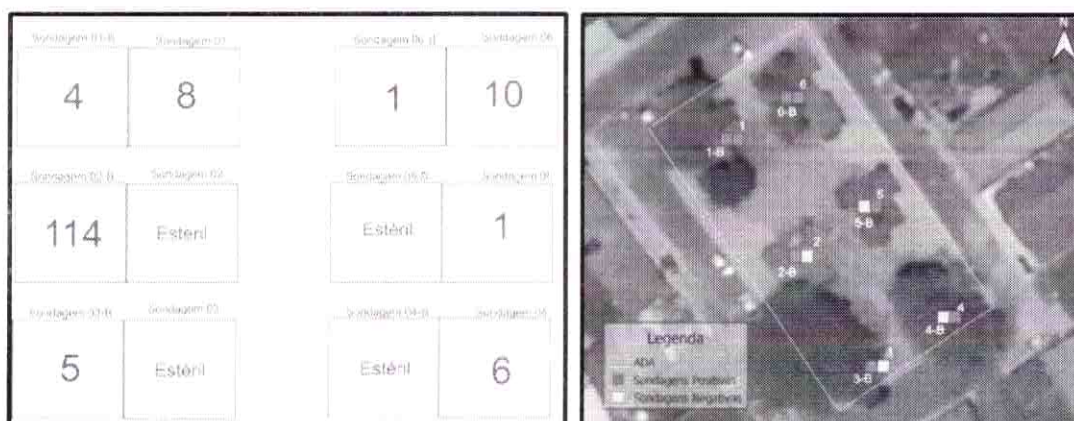 Sondagem 01-B Sondagem 01
4 8
Sondagem 06-B Sondagem 06
1 10
Sondagem 02-B Sondagem 02
114 Estéril
Sondagem 05-B Sondagem 05
Estéril 1
Sondagem 03-B Sondagem 03
5 Estéril
Sondagem 04-B Sondagem 04
Estéril 6
N
6
6-B
1
1-B
5
5-B
2
2-B
4
4-B
3
3-B
Legenda
ADA
Sondagens Positivas
Sondagens Negativas